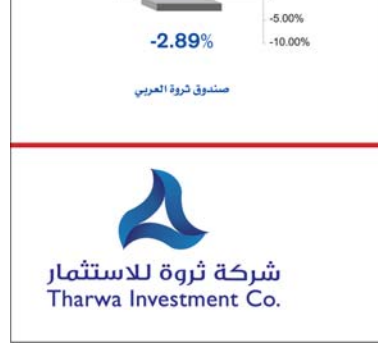 -5.00%
-2.89%
-10.00%
صندوق ثروة العربي
شركة ثروة للاستثمار
Tharwa Investment Co.